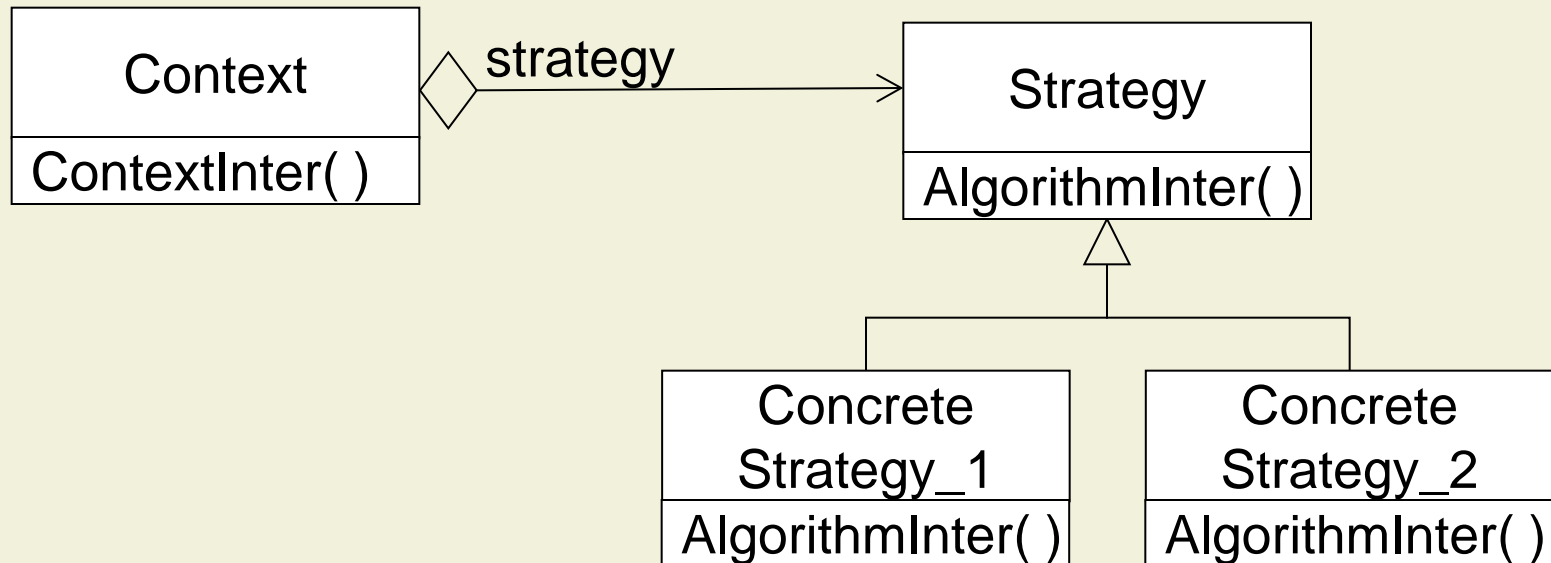 Context
ContextInter( )
strategy
Strategy
AlgorithmInter( )
Concrete
Strategy_1
AlgorithmInter( )
Concrete
Strategy_2
AlgorithmInter( )